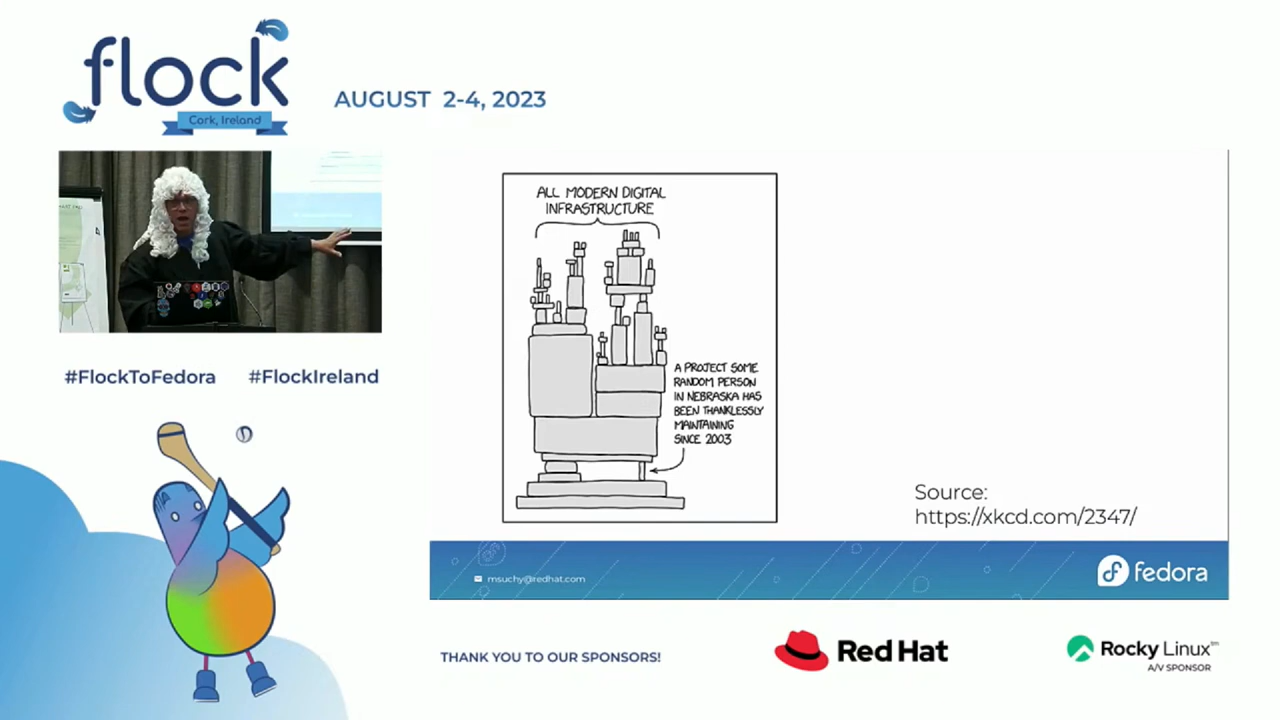 flock
Cork, Ireland
AUGUST 2-4, 2023
#FlockToFedora #FlockIreland
ALL MODERN DIGITAL
INFRASTRUCTURE
A PROJECT SOME
RANDOM PERSON
IN NEBRASKA HAS
BEEN THANKLESSLY
MAINTAINING
SINCE 2003
Source:
https://xkcd.com/2347/
msuchy@redhat.com
fedora
THANK YOU TO OUR SPONSORS!
Red Hat
Rocky Linux™
A/V SPONSOR